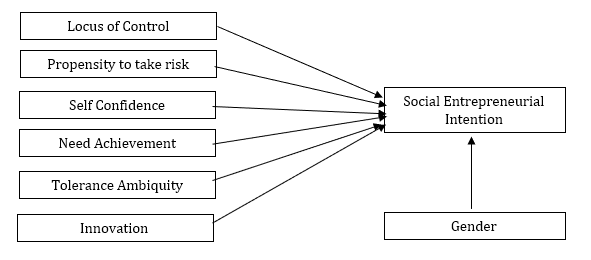 Locus of Control
Propensity to take risk
Self Confidence
Need Achievement
Tolerance Ambiquity
Innovation
Social Entrepreneurial
Intention
Gender